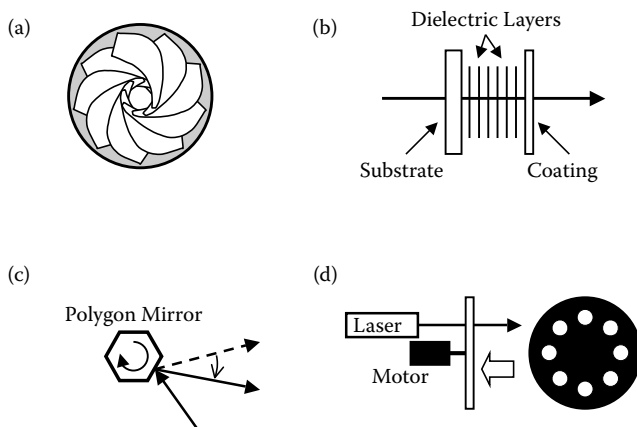 (a)
(b)
Dielectric Layers
Substrate
Coating
(c)
Polygon Mirror
(d)
Laser
Motor